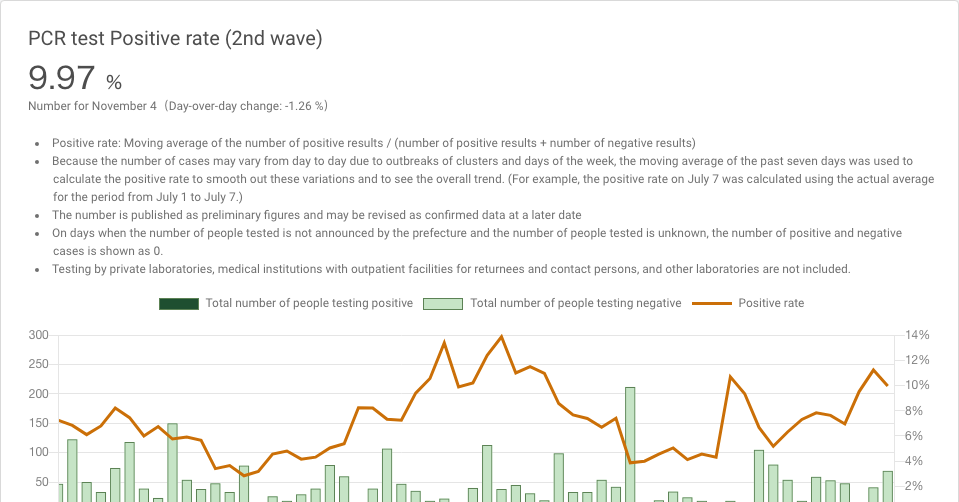 PCR test Positive rate (2nd wave)
9.97 %
Number for November 4（Day-over-day change: -1.26 %）
• Positive rate: Moving average of the number of positive results / (number of positive results + number of negative results)
• Because the number of cases may vary from day to day due to outbreaks of clusters and days of the week, the moving average of the past seven days was used to
calculate the positive rate to smooth out these variations and to see the overall trend. (For example, the positive rate on July 7 was calculated using the actual average
for the period from July 1 to July 7.)
• The number is published as preliminary figures and may be revised as confirmed data at a later date
• On days when the number of people tested is not announced by the prefecture and the number of people tested is unknown, the number of positive and negative
cases is shown as 0.
• Testing by private laboratories, medical institutions with outpatient facilities for returnees and contact persons, and other laboratories are not included.
Total number of people testing positive Total number of people testing negative Positive rate
300 14%
250 12%
200 10%
150 8%
100 6%
50 4%
2%